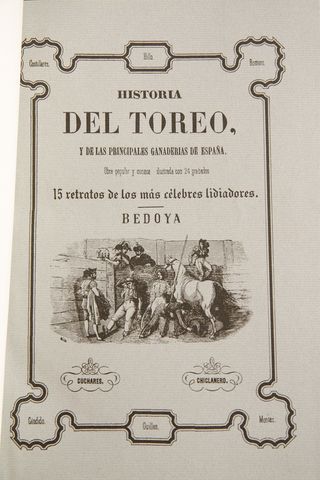 Costillares.
Hillo.
Romero.
HISTORIA
DEL TOREO,
Y DE LAS PRINCIPALES GANADERIAS DE ESPAÑA.
Obra popular y curiosa ilustrada con 24 grabados
15 retratos de los más célebres lidiadores.
BEDOYA
CUCHARES.
CHICLANERO.
Cándido.
Guillen.
Montes.